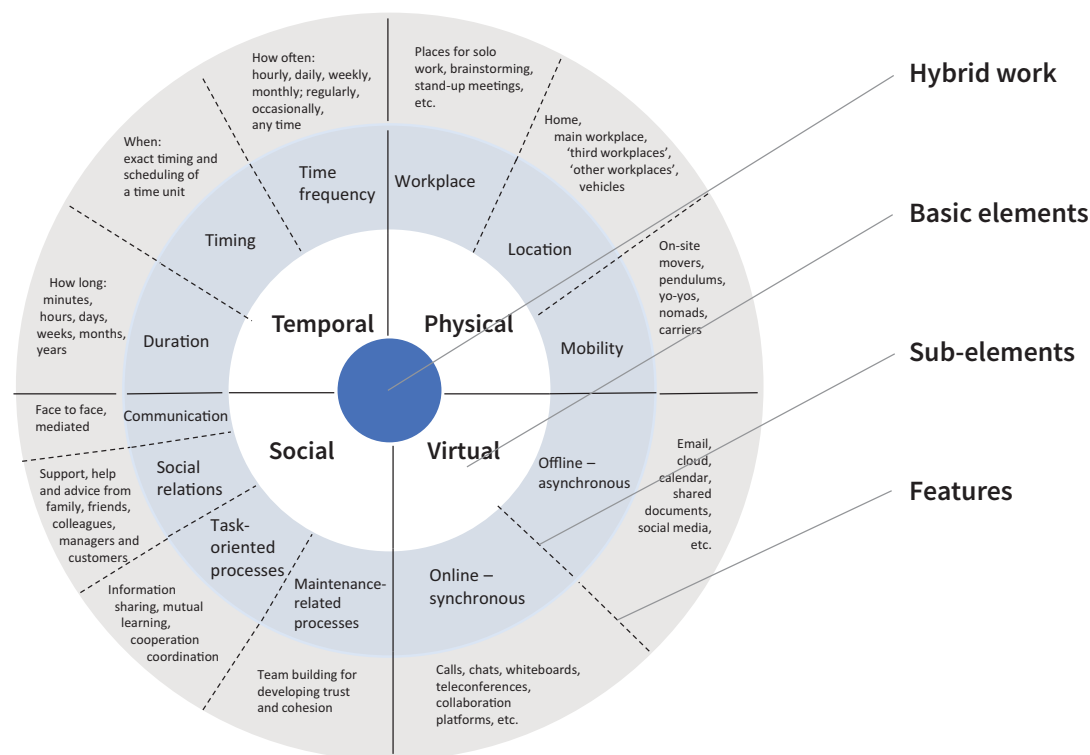 How often:
hourly, daily, weekly,
monthly; regularly,
occasionally,
any time
Places for solo
work, brainstorming,
stand-up meetings,
etc.
Home,
main workplace,
‘third workplaces’,
‘other workplaces’,
vehicles
On-site
movers,
pendulums,
yo-yos,
nomads,
carriers
When:
exact timing and
scheduling of
a time unit
How long:
minutes,
hours, days,
weeks, months,
years
Time
frequency
Workplace
Timing
Location
Duration
Mobility
Temporal
Physical
Social
Virtual
Face to face,
mediated
Communication
Support, help
and advice from
family, friends,
colleagues,
managers and
customers
Social
relations
Information
sharing, mutual
learning,
cooperation
coordination
Task-
oriented
processes
Team building for
developing trust
and cohesion
Maintenance-
related
processes
Online –
synchronous
Calls, chats, whiteboards,
teleconferences,
collaboration
platforms, etc.
Offline –
asynchronous
Email,
cloud,
calendar,
shared
documents,
social media,
etc.
Hybrid work
Basic elements
Sub-elements
Features